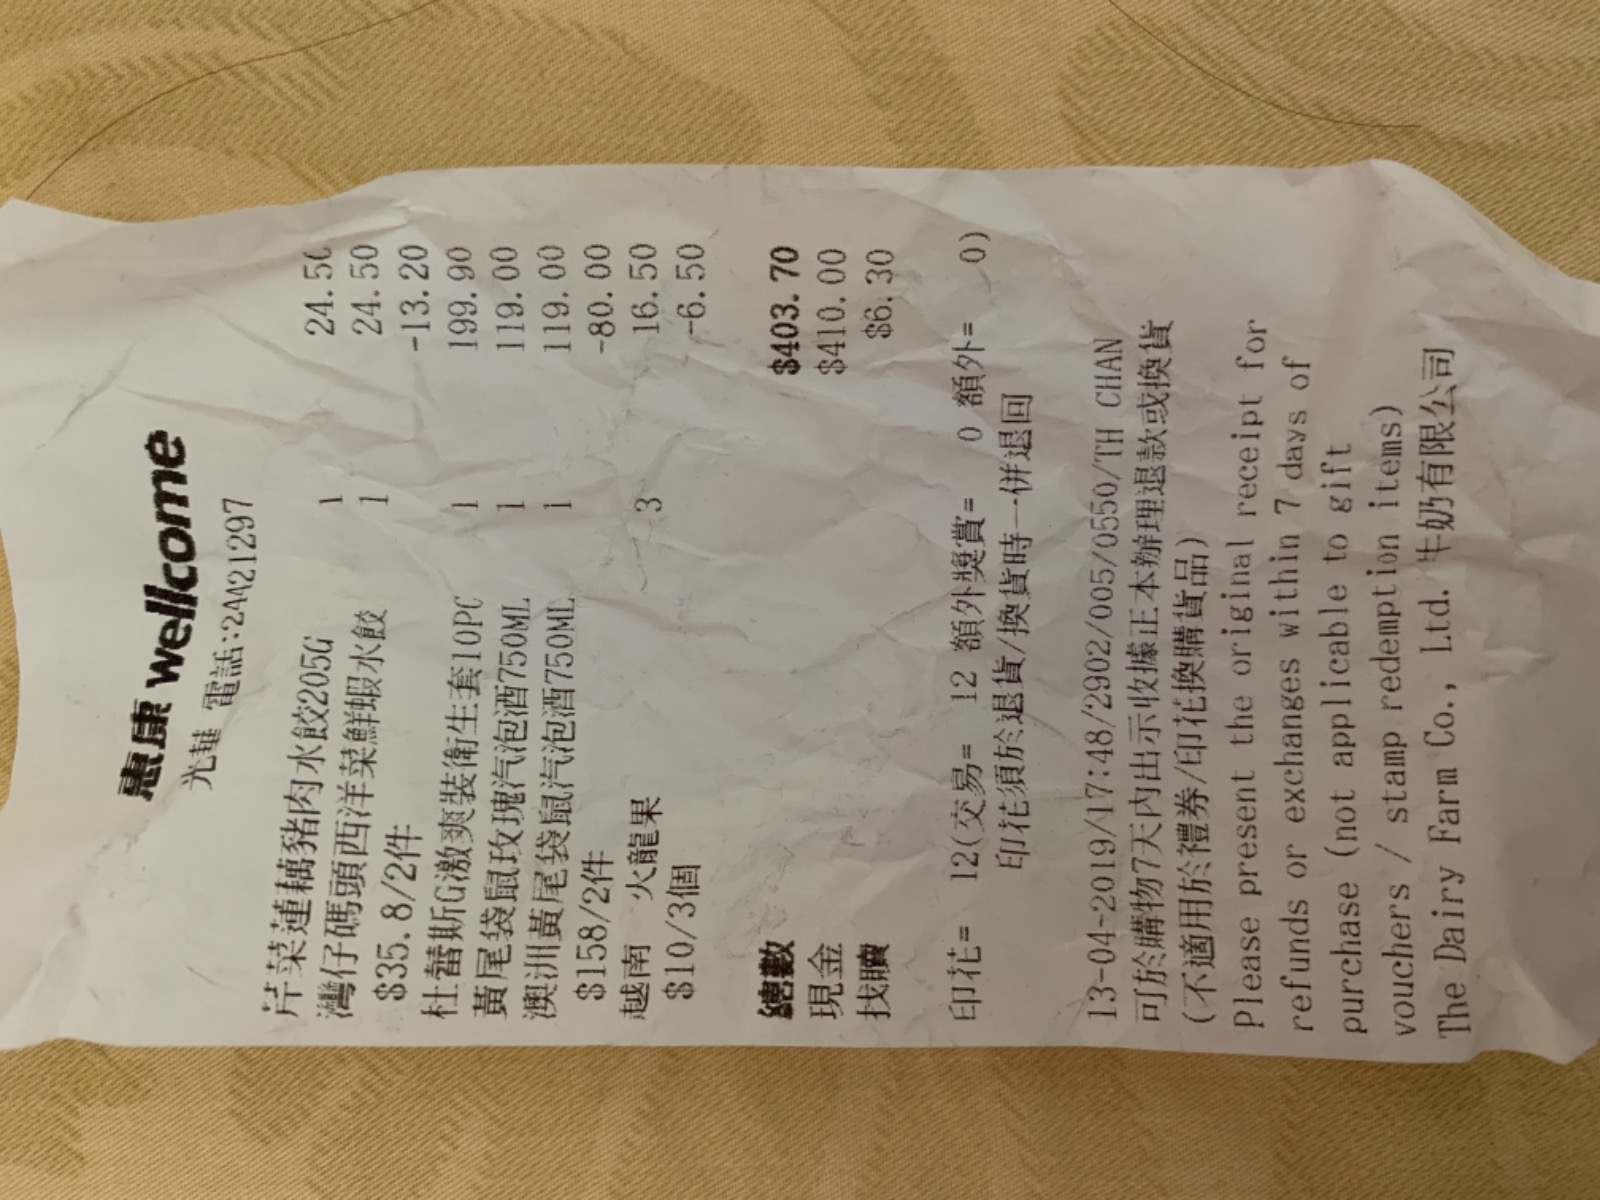 惠康 wellcome
光華 電話:24421297
芹菜蓮藕豬肉水餃205G 1 24.50
灣仔碼頭西洋菜鮮蝦水餃 1 24.50
$35.8/2件 -13.20
杜蕾斯G激爽裝衛生套10PC 1 199.90
黃尾袋鼠玫瑰汽泡酒750ML 1 119.00
澳洲黃尾袋鼠汽泡酒750ML 1 119.00
$158/2件 -80.00
越南 火龍果 3 16.50
$10/3個 -6.50
總數 $403.70
現金 $410.00
找贖 $6.30
印花= 12(交易= 12 額外獎賞= 0 額外= 0)
印花須於退貨/換貨時一併退回
13-04-2019/17:48/2902/005/0550/TH CHAN
可於購物7天內出示收據正本辦理退款或換貨
(不適用於禮券/印花換購貨品)
Please present the original receipt for
refunds or exchanges within 7 days of
purchase (not applicable to gift
vouchers / stamp redemption items)
The Dairy Farm Co., Ltd. 牛奶有限公司